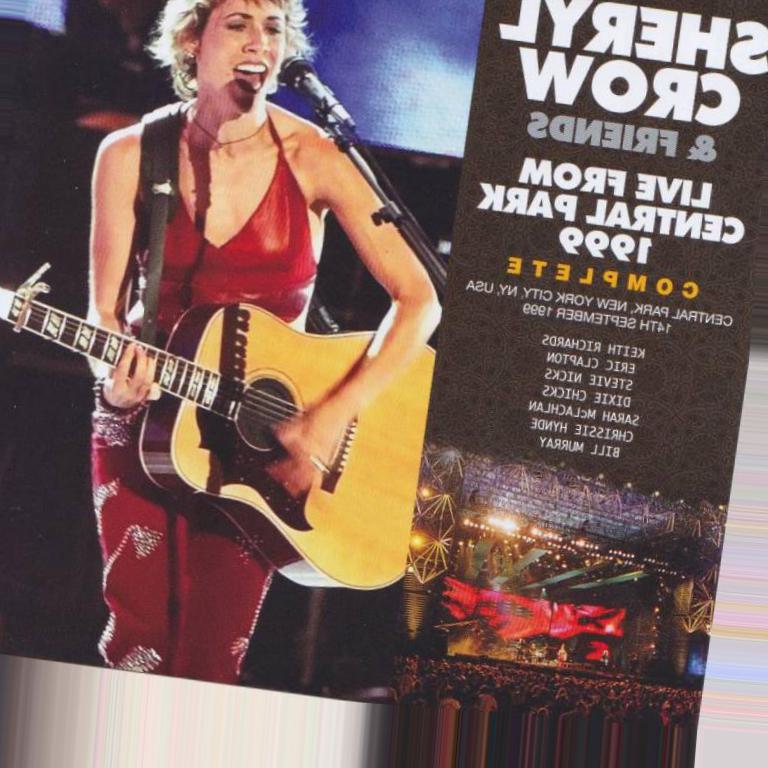 SHERYL
CROW
& FRIENDS
LIVE FROM
CENTRAL PARK
1999
COMPLETE
CENTRAL PARK, NEW YORK CITY, NY, USA,
14TH SEPTEMBER 1999
KEITH RICHARDS
ERIC CLAPTON
STEVIE NICKS
DIXIE CHICKS
SARAH McLACHLAN
CHRISSIE HYNDE
BILL MURRAY